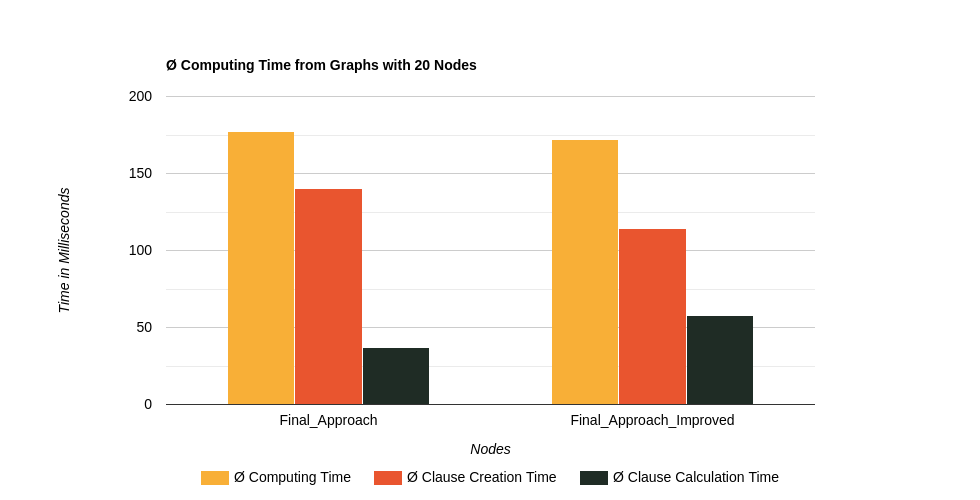 Ø Computing Time from Graphs with 20 Nodes
200
150
100
50
0
Time in Milliseconds
Final_Approach
Final_Approach_Improved
Nodes
Ø Computing Time
Ø Clause Creation Time
Ø Clause Calculation Time